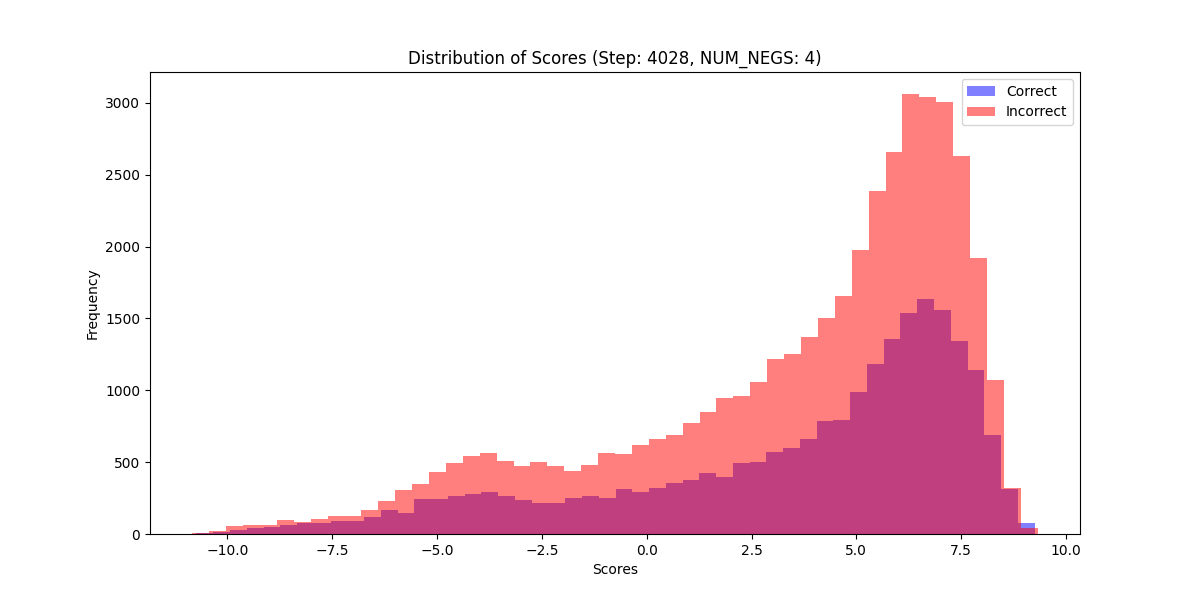 Distribution of Scores (Step: 4028, NUM_NEGS: 4)
Correct
Incorrect
3000
2500
2000
1500
1000
500
0
Frequency
−10.0 −7.5 −5.0 −2.5 0.0 2.5 5.0 7.5 10.0
Scores